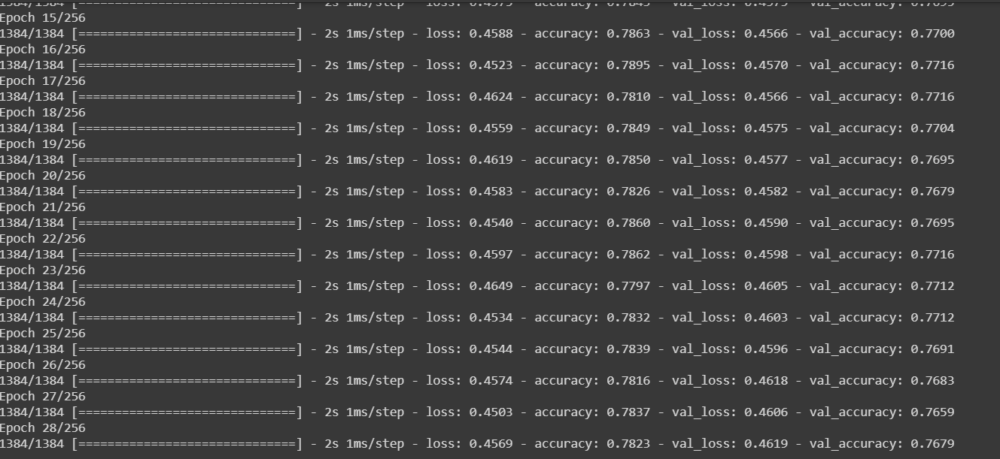 Epoch 15/256
1384/1384 [==============================] - 2s 1ms/step - loss: 0.4588 - accuracy: 0.7863 - val_loss: 0.4566 - val_accuracy: 0.7700
Epoch 16/256
1384/1384 [==============================] - 2s 1ms/step - loss: 0.4523 - accuracy: 0.7895 - val_loss: 0.4570 - val_accuracy: 0.7716
Epoch 17/256
1384/1384 [==============================] - 2s 1ms/step - loss: 0.4624 - accuracy: 0.7810 - val_loss: 0.4566 - val_accuracy: 0.7716
Epoch 18/256
1384/1384 [==============================] - 2s 1ms/step - loss: 0.4559 - accuracy: 0.7849 - val_loss: 0.4575 - val_accuracy: 0.7704
Epoch 19/256
1384/1384 [==============================] - 2s 1ms/step - loss: 0.4619 - accuracy: 0.7850 - val_loss: 0.4577 - val_accuracy: 0.7695
Epoch 20/256
1384/1384 [==============================] - 2s 1ms/step - loss: 0.4583 - accuracy: 0.7826 - val_loss: 0.4582 - val_accuracy: 0.7679
Epoch 21/256
1384/1384 [==============================] - 2s 1ms/step - loss: 0.4540 - accuracy: 0.7860 - val_loss: 0.4590 - val_accuracy: 0.7695
Epoch 22/256
1384/1384 [==============================] - 2s 1ms/step - loss: 0.4597 - accuracy: 0.7862 - val_loss: 0.4598 - val_accuracy: 0.7716
Epoch 23/256
1384/1384 [==============================] - 2s 1ms/step - loss: 0.4649 - accuracy: 0.7797 - val_loss: 0.4605 - val_accuracy: 0.7712
Epoch 24/256
1384/1384 [==============================] - 2s 1ms/step - loss: 0.4534 - accuracy: 0.7832 - val_loss: 0.4603 - val_accuracy: 0.7712
Epoch 25/256
1384/1384 [==============================] - 2s 1ms/step - loss: 0.4544 - accuracy: 0.7839 - val_loss: 0.4596 - val_accuracy: 0.7691
Epoch 26/256
1384/1384 [==============================] - 2s 1ms/step - loss: 0.4574 - accuracy: 0.7816 - val_loss: 0.4618 - val_accuracy: 0.7683
Epoch 27/256
1384/1384 [==============================] - 2s 1ms/step - loss: 0.4503 - accuracy: 0.7837 - val_loss: 0.4606 - val_accuracy: 0.7659
Epoch 28/256
1384/1384 [==============================] - 2s 1ms/step - loss: 0.4569 - accuracy: 0.7823 - val_loss: 0.4619 - val_accuracy: 0.7679